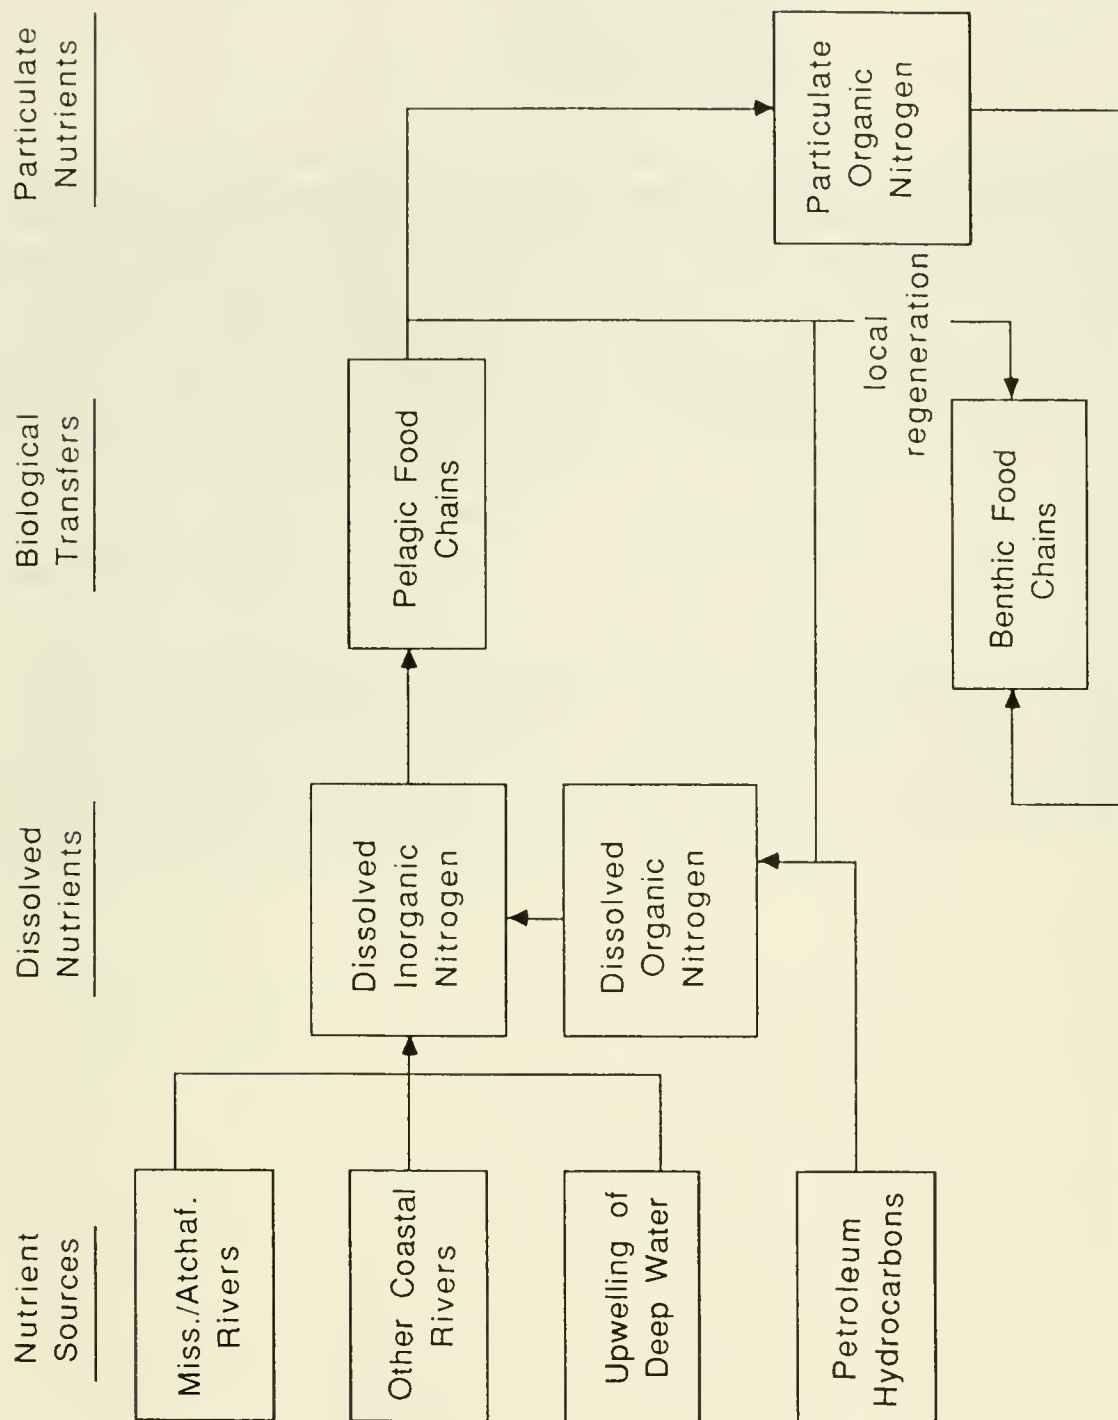 Nutrient
Sources
Dissolved
Nutrients
Biological
Transfers
Particulate
Nutrients
Miss./Atchaf.
Rivers
Other Coastal
Rivers
Upwelling of
Deep Water
Petroleum
Hydrocarbons
Dissolved
Inorganic
Nitrogen
Dissolved
Organic
Nitrogen
Pelagic Food
Chains
Benthic Food
Chains
local
regeneration
Particulate
Organic
Nitrogen